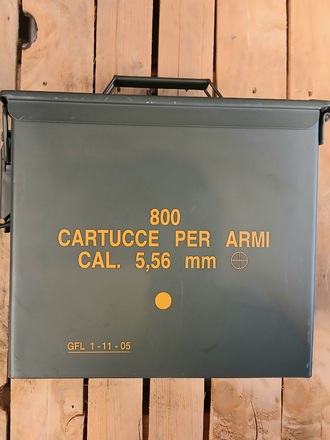 800
CARTUCCE PER ARMI
CAL. 5,56 mm
GFL 1-11-05